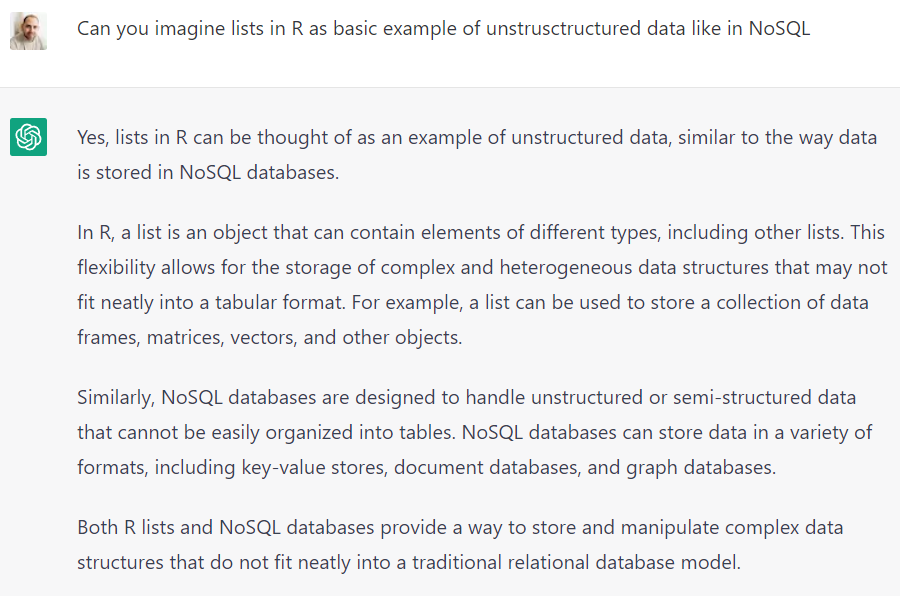 Can you imagine lists in R as basic example of unstrusctructured data like in NoSQL
Yes, lists in R can be thought of as an example of unstructured data, similar to the way data
is stored in NoSQL databases.
In R, a list is an object that can contain elements of different types, including other lists. This
flexibility allows for the storage of complex and heterogeneous data structures that may not
fit neatly into a tabular format. For example, a list can be used to store a collection of data
frames, matrices, vectors, and other objects.
Similarly, NoSQL databases are designed to handle unstructured or semi-structured data
that cannot be easily organized into tables. NoSQL databases can store data in a variety of
formats, including key-value stores, document databases, and graph databases.
Both R lists and NoSQL databases provide a way to store and manipulate complex data
structures that do not fit neatly into a traditional relational database model.